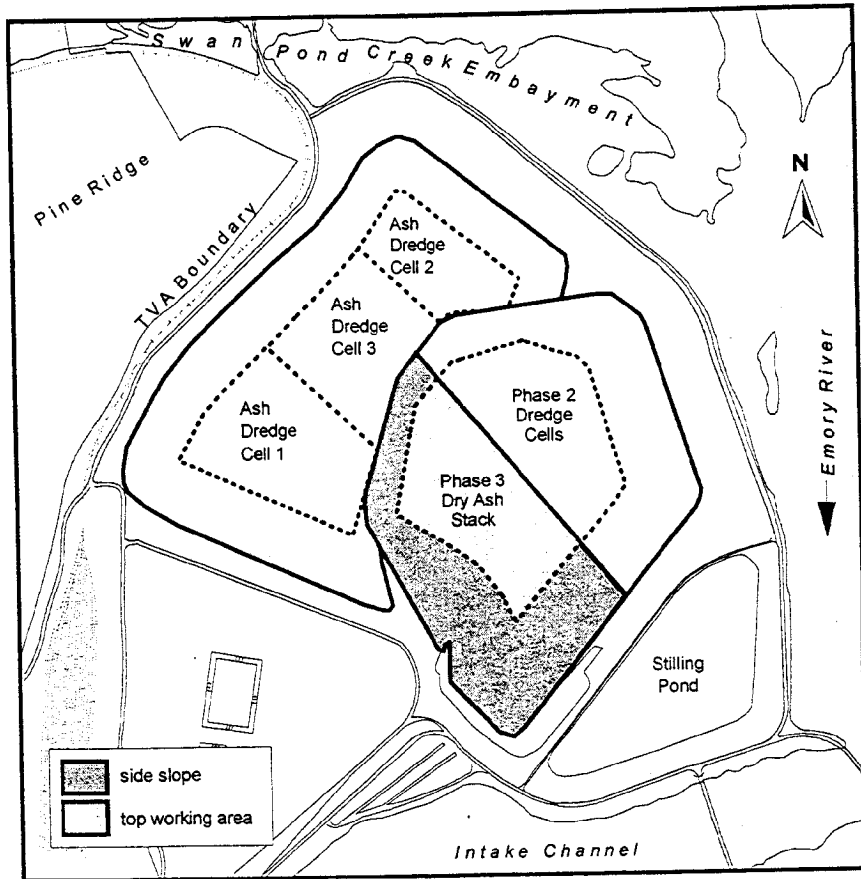 Swan Pond Creek Embayment
Pine Ridge
TVA Boundary
N
Ash
Dredge
Cell 2
Ash
Dredge
Cell 3
Ash
Dredge
Cell 1
Phase 2
Dredge
Cells
Phase 3
Dry Ash
Stack
Emory River
Stilling
Pond
side slope
top working area
Intake Channel